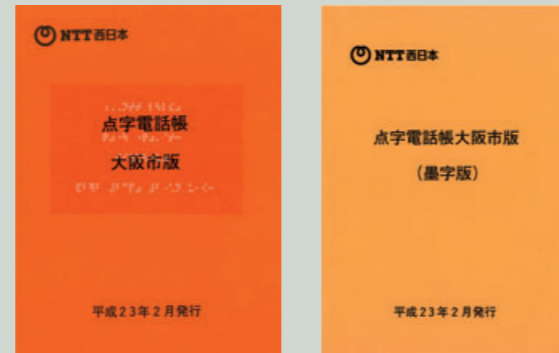 NTT西日本
点字電話帳
大阪市版
平成23年2月発行
NTT西日本
点字電話帳大阪市版
(墨字版)
平成23年2月発行